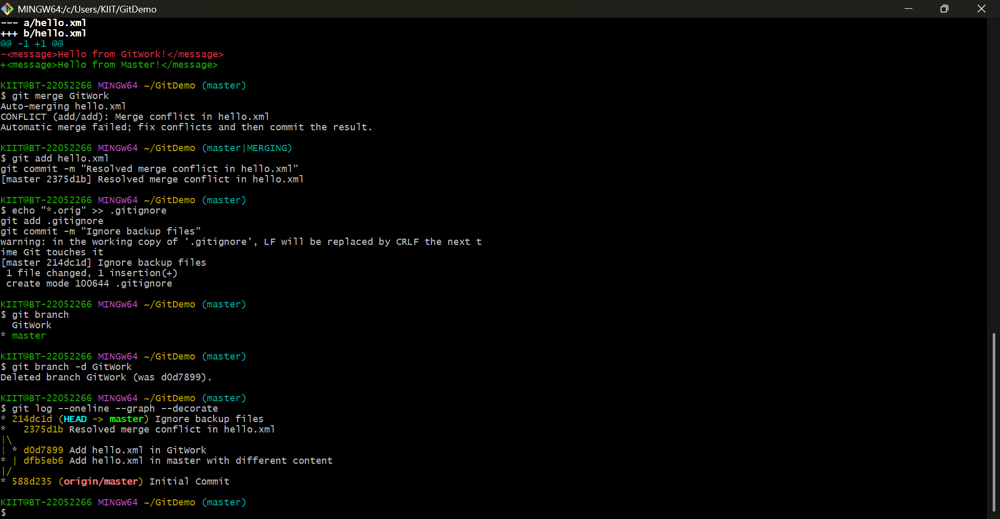 MINGW64:/c/Users/KIIT/GitDemo
--- a/hello.xml
+++ b/hello.xml
@@ -1 +1 @@
-<message>Hello from GitWork!</message>
+<message>Hello from Master!</message>
KIIT@BT-22052266 MINGW64 ~/GitDemo (master)
$ git merge GitWork
Auto-merging hello.xml
CONFLICT (add/add): Merge conflict in hello.xml
Automatic merge failed; fix conflicts and then commit the result.
KIIT@BT-22052266 MINGW64 ~/GitDemo (master|MERGING)
$ git add hello.xml
git commit -m "Resolved merge conflict in hello.xml"
[master 2375d1b] Resolved merge conflict in hello.xml
KIIT@BT-22052266 MINGW64 ~/GitDemo (master)
$ echo "*.orig" >> .gitignore
git add .gitignore
git commit -m "Ignore backup files"
warning: in the working copy of '.gitignore', LF will be replaced by CRLF the next t
ime Git touches it
[master 214dc1d] Ignore backup files
 1 file changed, 1 insertion(+)
 create mode 100644 .gitignore
KIIT@BT-22052266 MINGW64 ~/GitDemo (master)
$ git branch
  GitWork
* master
KIIT@BT-22052266 MINGW64 ~/GitDemo (master)
$ git branch -d GitWork
Deleted branch GitWork (was d0d7899).
KIIT@BT-22052266 MINGW64 ~/GitDemo (master)
$ git log --oneline --graph --decorate
* 214dc1d (HEAD -> master) Ignore backup files
*   2375d1b Resolved merge conflict in hello.xml
|\
| * d0d7899 Add hello.xml in GitWork
* | dfb5eb6 Add hello.xml in master with different content
|/
* 588d235 (origin/master) Initial Commit
KIIT@BT-22052266 MINGW64 ~/GitDemo (master)
$